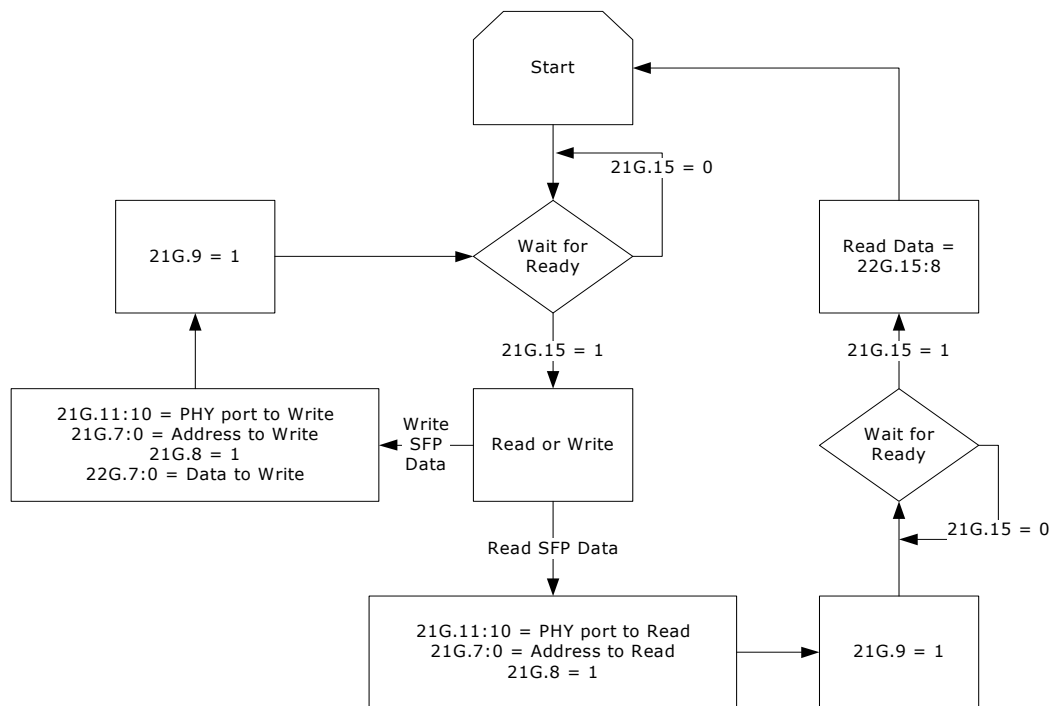 Start
21G.15 = 0
21G.9 = 1
Wait for
Ready
Read Data =
22G.15:8
21G.15 = 1
21G.15 = 1
21G.11:10 = PHY port to Write
21G.7:0 = Address to Write
21G.8 = 1
22G.7:0 = Data to Write
Write
SFP
Data
Read or Write
Wait for
Ready
21G.15 = 0
Read SFP Data
21G.11:10 = PHY port to Read
21G.7:0 = Address to Read
21G.8 = 1
21G.9 = 1